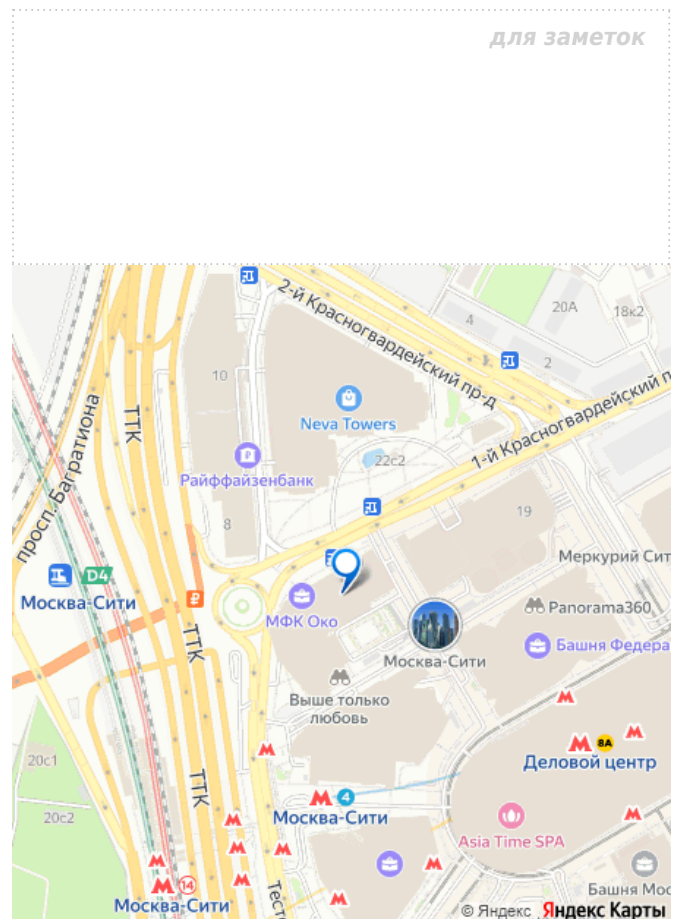 для заметок
2-й Красногвардейский пр-д
20А
18к2
4
2
10
просп. Багратиона
ТТК
Neva Towers
1-й Красногвардейский п
22с2
Райффайзенбанк
8
19
Меркурий Сит
D4
Москва-Сити
₽
МФК Око
Panorama360
ТТК
Москва-Сити
Башня Федера
Выше только
любовь
8А
Деловой центр
20с1
ТТК
4
Москва-Сити
20с2
Asia Time SPA
14
Москва-Сити
Тест
Башня Мос
© Яндекс Яндекс Карты